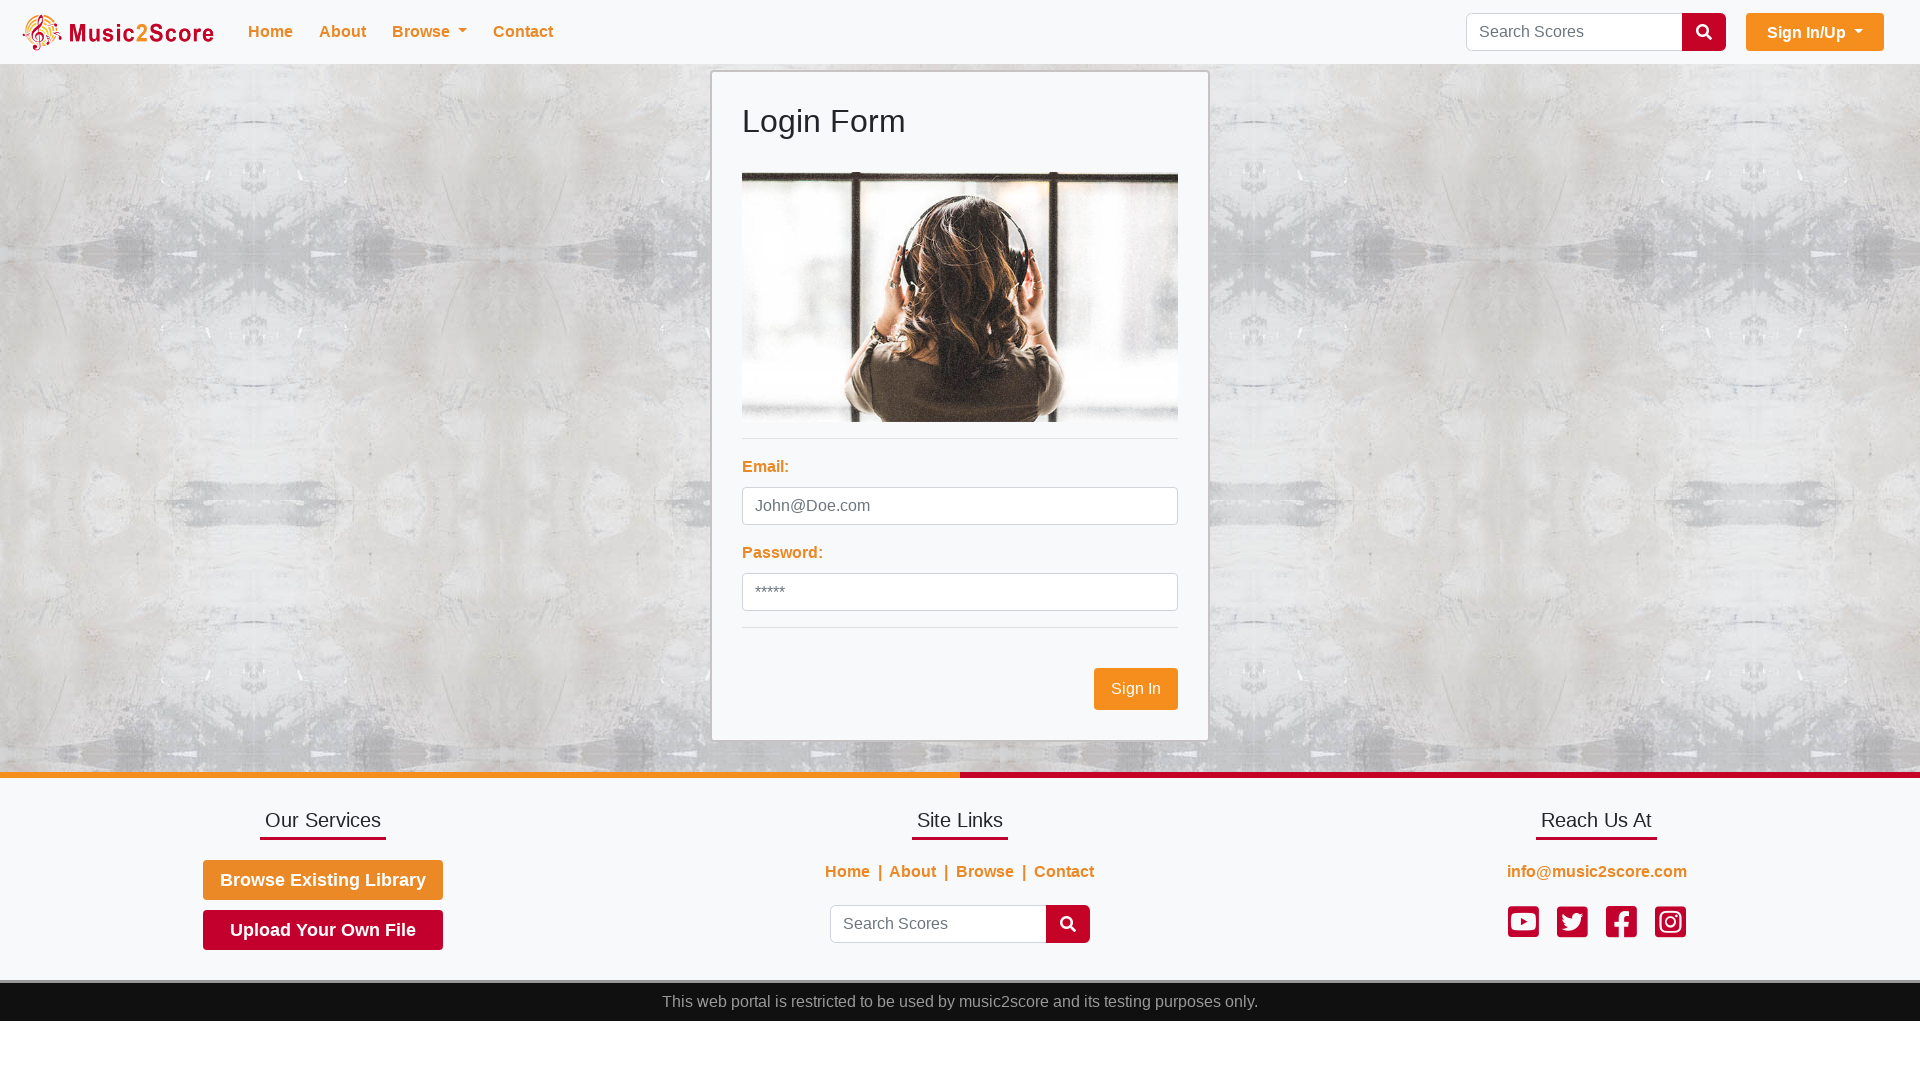 Music2Score
Home About Browse Contact
Search Scores
Sign In/Up
Login Form
Email:
John@Doe.com
Password:
*****
Sign In
Our Services
Browse Existing Library
Upload Your Own File
Site Links
Home | About | Browse | Contact
Search Scores
Reach Us At
info@music2score.com
This web portal is restricted to be used by music2score and its testing purposes only.